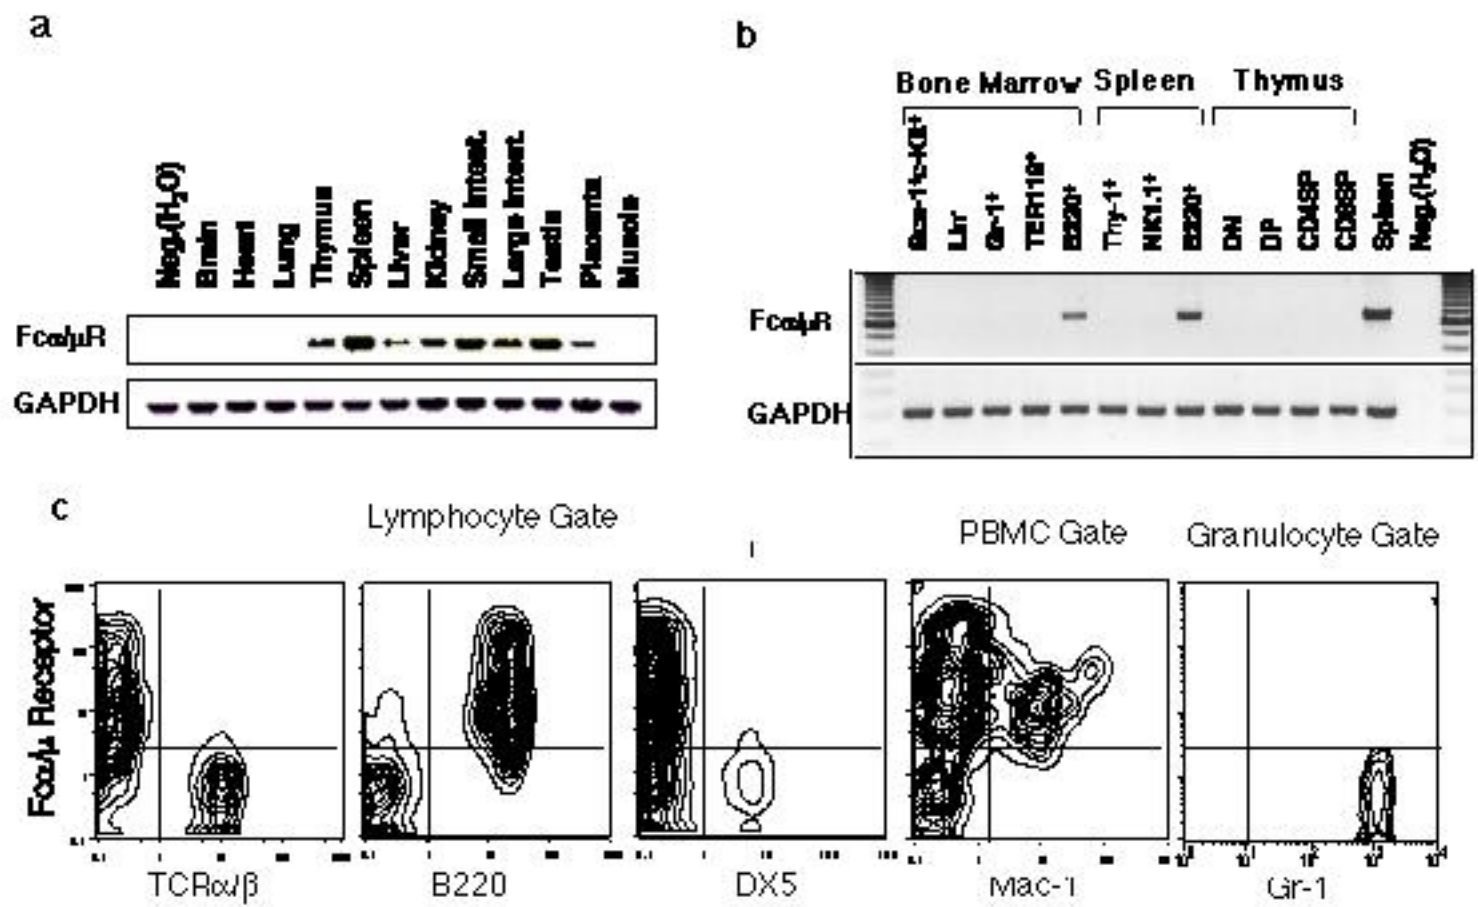 a
Neg.(H₂O)
Brain
Heart
Lung
Thymus
Spleen
Liver
Kidney
Small Intest.
Large Intest.
Testis
Placenta
Muscle
Fcα/μR
GAPDH
b
Bone Marrow Spleen Thymus
Sca-1⁺c-Kit⁺
Lin⁻
Gr-1⁺
TER119⁺
B220⁺
Thy-1⁺
NK1.1⁺
B220⁺
DN
DP
CD4SP
CD8SP
Spleen
Neg.(H₂O)
Fcα/μR
GAPDH
c
Lymphocyte Gate
PBMC Gate
Granulocyte Gate
Fcα/μ Receptor
TCRα/β
B220
DX5
Mac-1
Gr-1